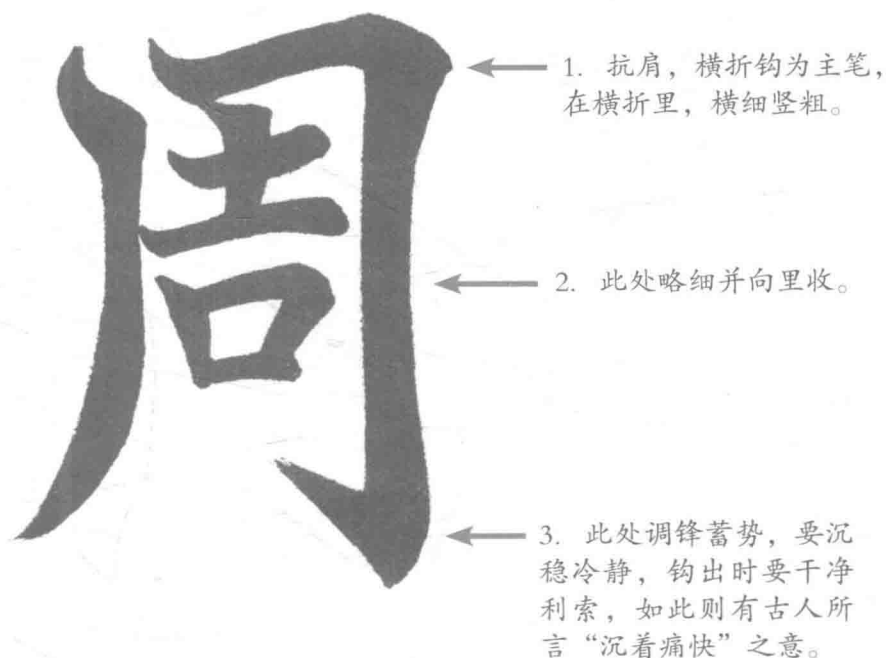 周
1. 抗肩，横折钩为主笔，
在横折里，横细竖粗。
2. 此处略细并向里收。
3. 此处调锋蓄势，要沉
稳冷静，钩出时要干净
利索，如此则有古人所
言“沉着痛快”之意。